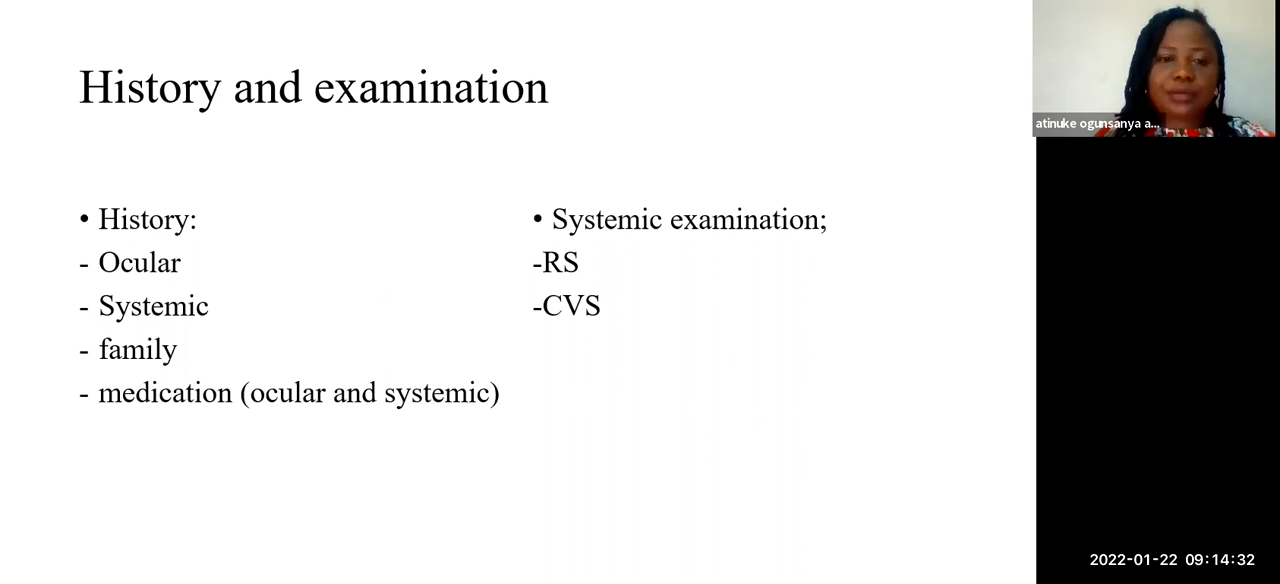 History and examination
• History:
- Ocular
- Systemic
- family
- medication (ocular and systemic)
• Systemic examination;
-RS
-CVS
atinuke ogunsanya a...
2022-01-22 09:14:32